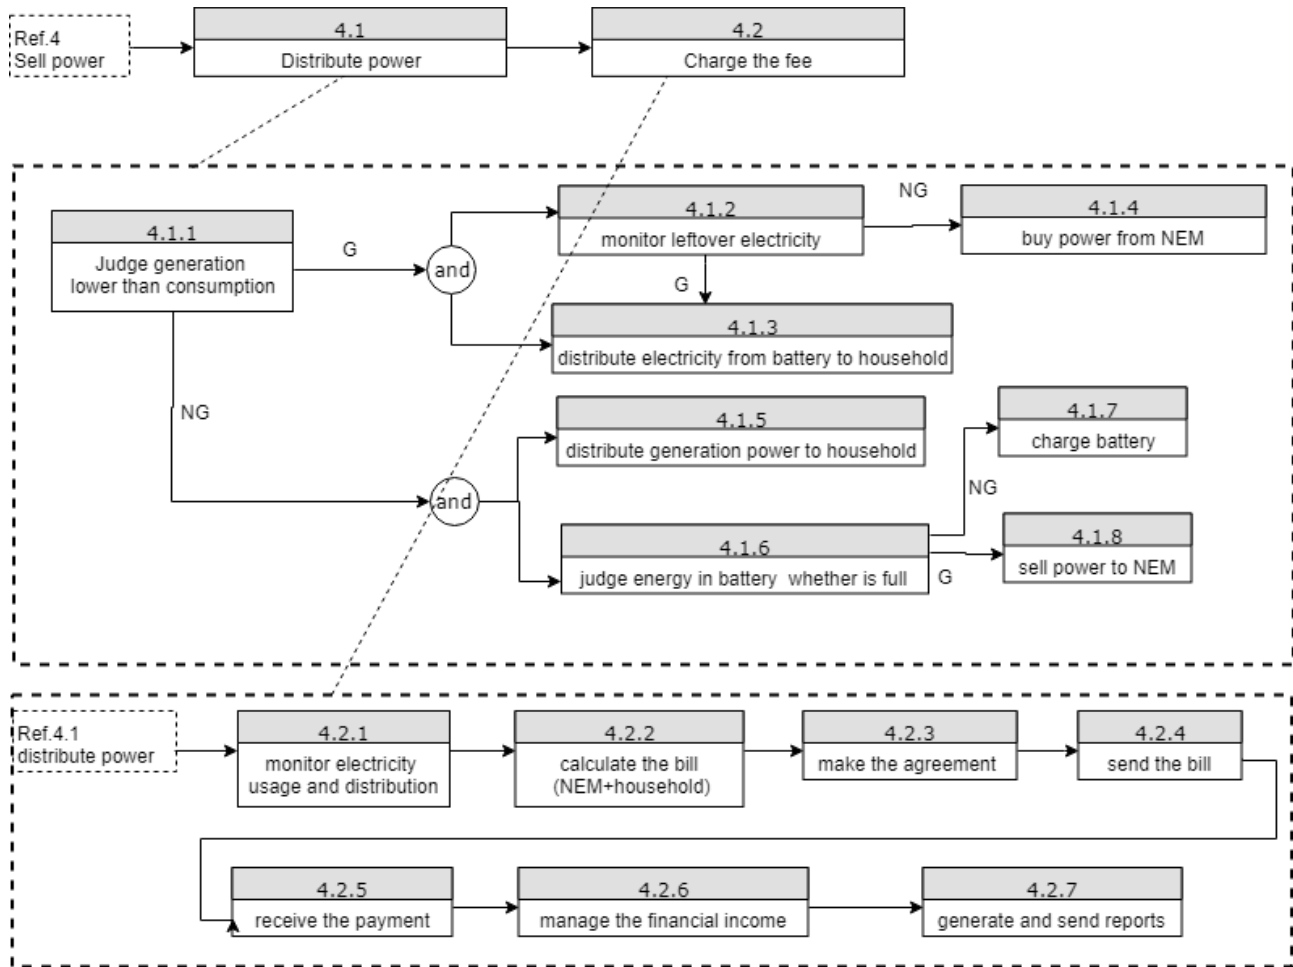 Ref.4
Sell power
4.1
Distribute power
4.2
Charge the fee
4.1.1
Judge generation
lower than consumption
G
and
4.1.2
monitor leftover electricity
NG
4.1.4
buy power from NEM
G
4.1.3
distribute electricity from battery to household
NG
and
4.1.5
distribute generation power to household
4.1.6
judge energy in battery whether is full
NG
4.1.7
charge battery
G
4.1.8
sell power to NEM
Ref.4.1
distribute power
4.2.1
monitor electricity
usage and distribution
4.2.2
calculate the bill
(NEM+household)
4.2.3
make the agreement
4.2.4
send the bill
4.2.5
receive the payment
4.2.6
manage the financial income
4.2.7
generate and send reports